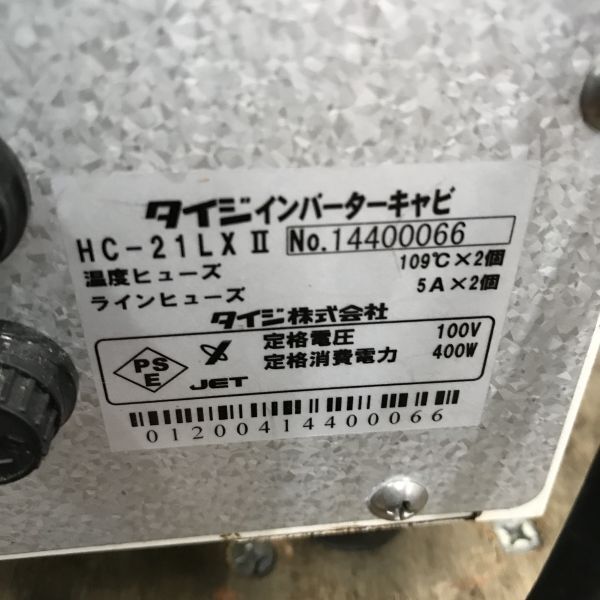 タイジインバーターキャビ
HC-21LXⅡ No.14400066
温度ヒューズ 109℃×2個
ラインヒューズ 5A×2個
タイジ株式会社
PSE JET 定格電圧 100V
定格消費電力 400W
01200414400066